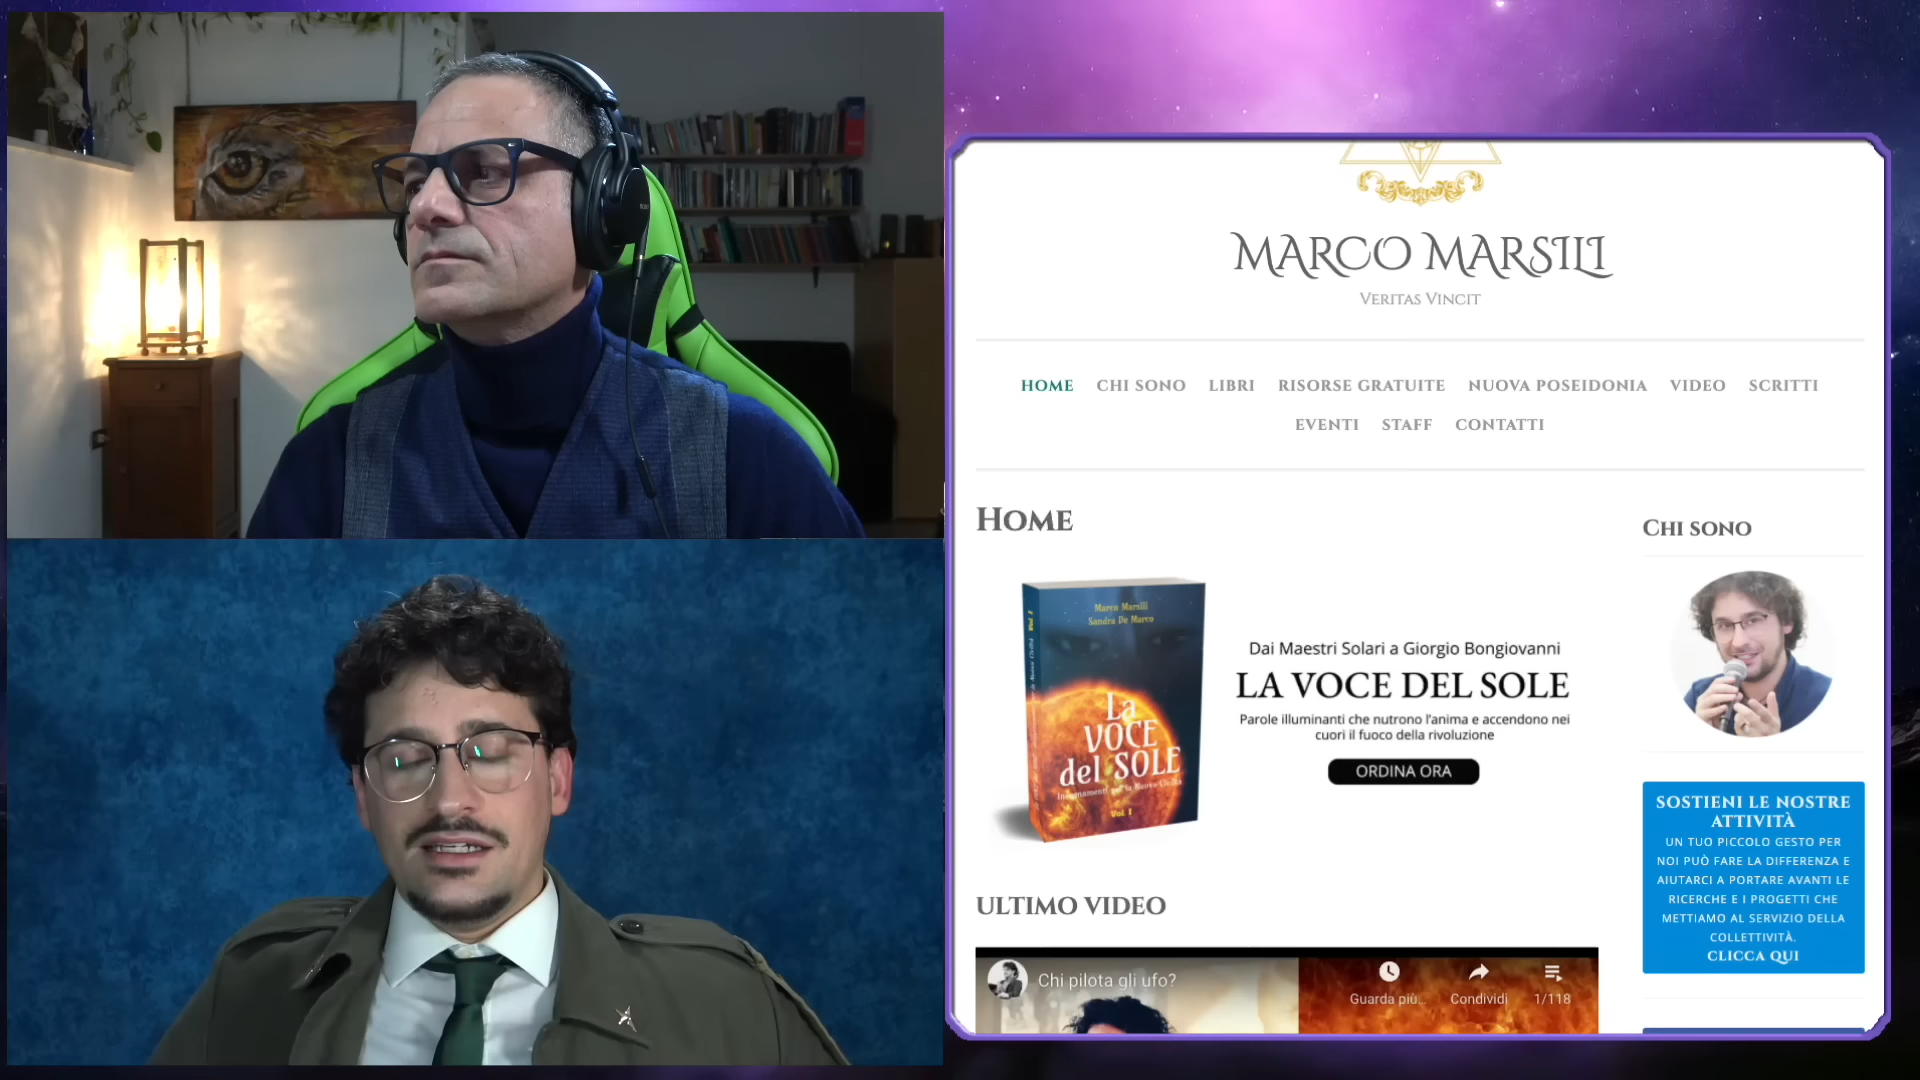 MARCO MARSILI
VERITAS VINCIT
HOME CHI SONO LIBRI RISORSE GRATUITE NUOVA POSEIDONIA VIDEO SCRITTI
EVENTI STAFF CONTATTI
HOME
CHI SONO
Marco Marsili
Sandra De Marco
La
VOCE
del SOLE
Vol. I
Dai Maestri Solari a Giorgio Bongiovanni
LA VOCE DEL SOLE
Parole illuminanti che nutrono l'anima e accendono nei
cuori il fuoco della rivoluzione
ORDINA ORA
SOSTIENI LE NOSTRE
ATTIVITÀ
UN TUO PICCOLO GESTO PER
NOI PUÒ FARE LA DIFFERENZA E
AIUTARCI A PORTARE AVANTI LE
RICERCHE E I PROGETTI CHE
METTIAMO AL SERVIZIO DELLA
COLLETTIVITÀ.
CLICCA QUI
ULTIMO VIDEO
Chi pilota gli ufo?
Guarda più...
Condividi
1/118